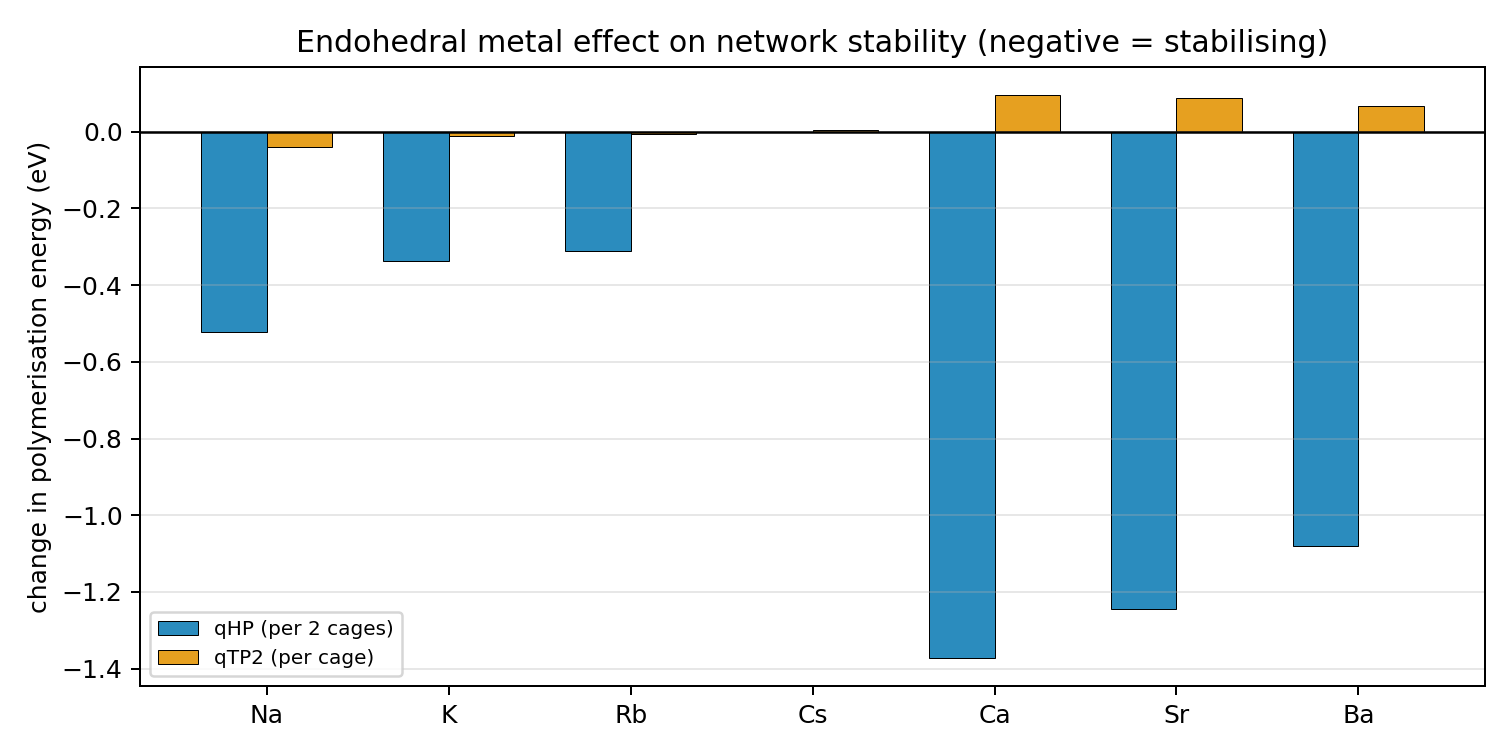 Endohedral metal effect on network stability (negative = stabilising)
change in polymerisation energy (eV)
0.0
−0.2
−0.4
−0.6
−0.8
−1.0
−1.2
−1.4
qHP (per 2 cages)
qTP2 (per cage)
Na
K
Rb
Cs
Ca
Sr
Ba